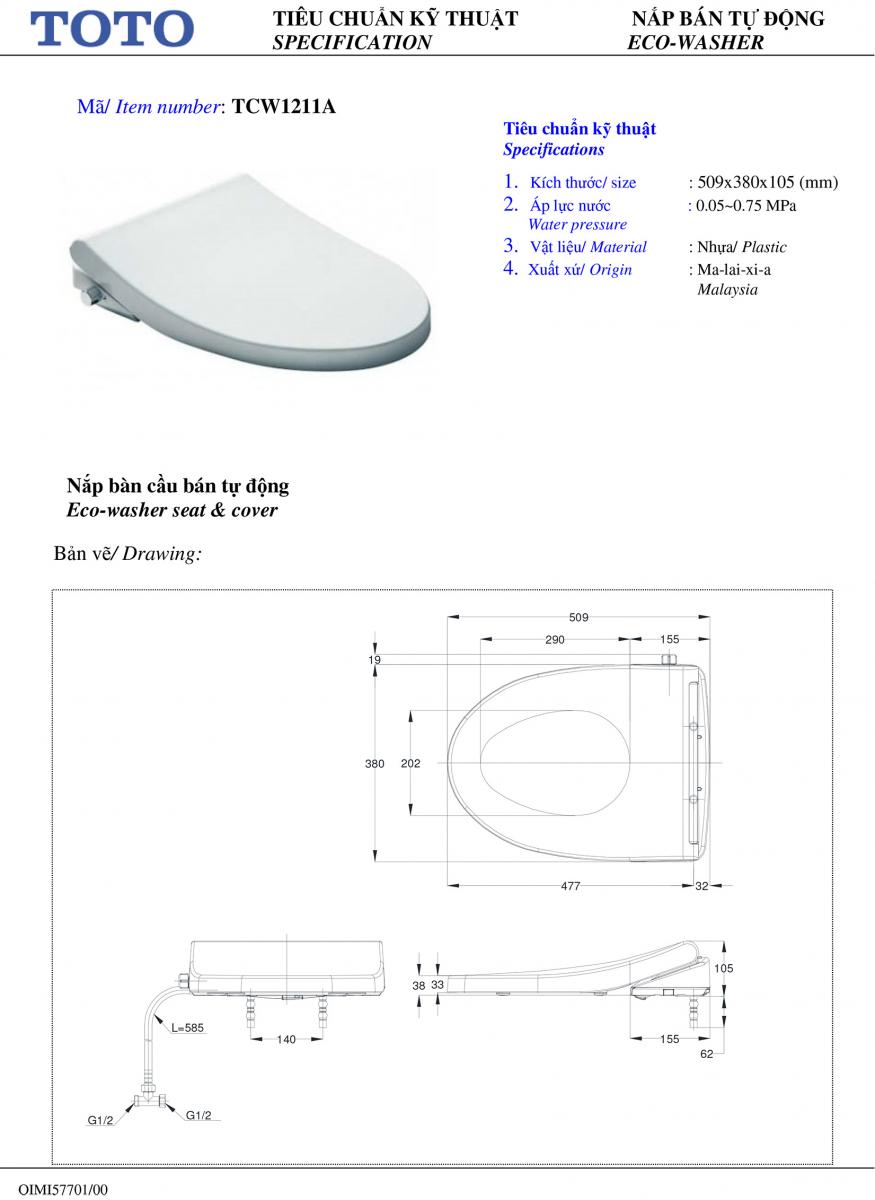 TOTO
TIÊU CHUẨN KỸ THUẬT
SPECIFICATION
NẮP BÁN TỰ ĐỘNG
ECO-WASHER
Mã/ Item number: TCW1211A
Tiêu chuẩn kỹ thuật
Specifications
1. Kích thước/ size : 509x380x105 (mm)
2. Áp lực nước : 0.05~0.75 MPa
Water pressure
3. Vật liệu/ Material : Nhựa/ Plastic
4. Xuất xứ/ Origin : Ma-lai-xi-a
Malaysia
Nắp bàn cầu bán tự động
Eco-washer seat & cover
Bản vẽ/ Drawing:
509
290 155
19
380 202
477 32
105
38 33
L=585
140
155
62
G1/2 G1/2
OIMI57701/00